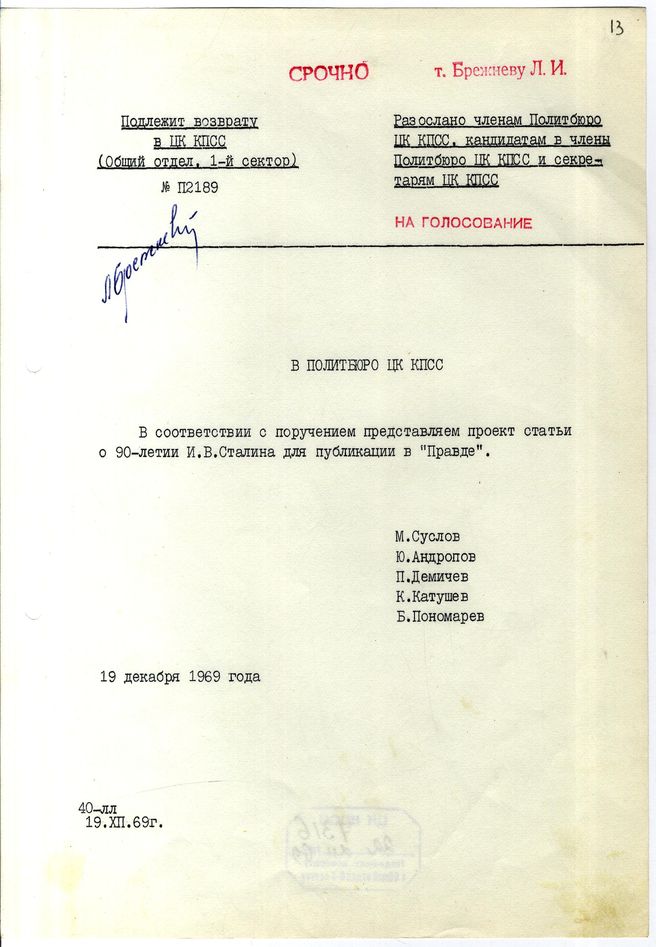 13
СРОЧНО
т. Брежневу Л. И.
Подлежит возврату
в ЦК КПСС
(Общий отдел, 1-й сектор)
№ П2189
Разослано членам Политбюро
ЦК КПСС, кандидатам в члены
Политбюро ЦК КПСС и секре-
тарям ЦК КПСС
НА ГОЛОСОВАНИЕ
Л Брежнев
В ПОЛИТБЮРО ЦК КПСС
В соответствии с поручением представляем проект статьи
о 90-летии И.В.Сталина для публикации в "Правде".
М.Суслов
Ю.Андропов
П.Демичев
К.Катушев
Б.Пономарев
19 декабря 1969 года
40-лл
19.XII.69г.
ЦК КПСС
7316